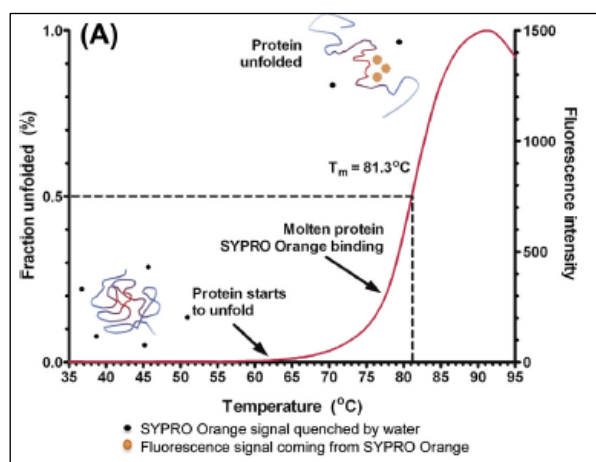 (A)
Protein
unfolded
Fraction unfolded (%)
1.0
0.5
0.0
Tm = 81.3°C
Molten protein
SYPRO Orange binding
Protein starts
to unfold
1500
1000
500
0
Fluorescence intensity
35 40 45 50 55 60 65 70 75 80 85 90 95
Temperature (°C)
SYPRO Orange signal quenched by water
Fluorescence signal coming from SYPRO Orange